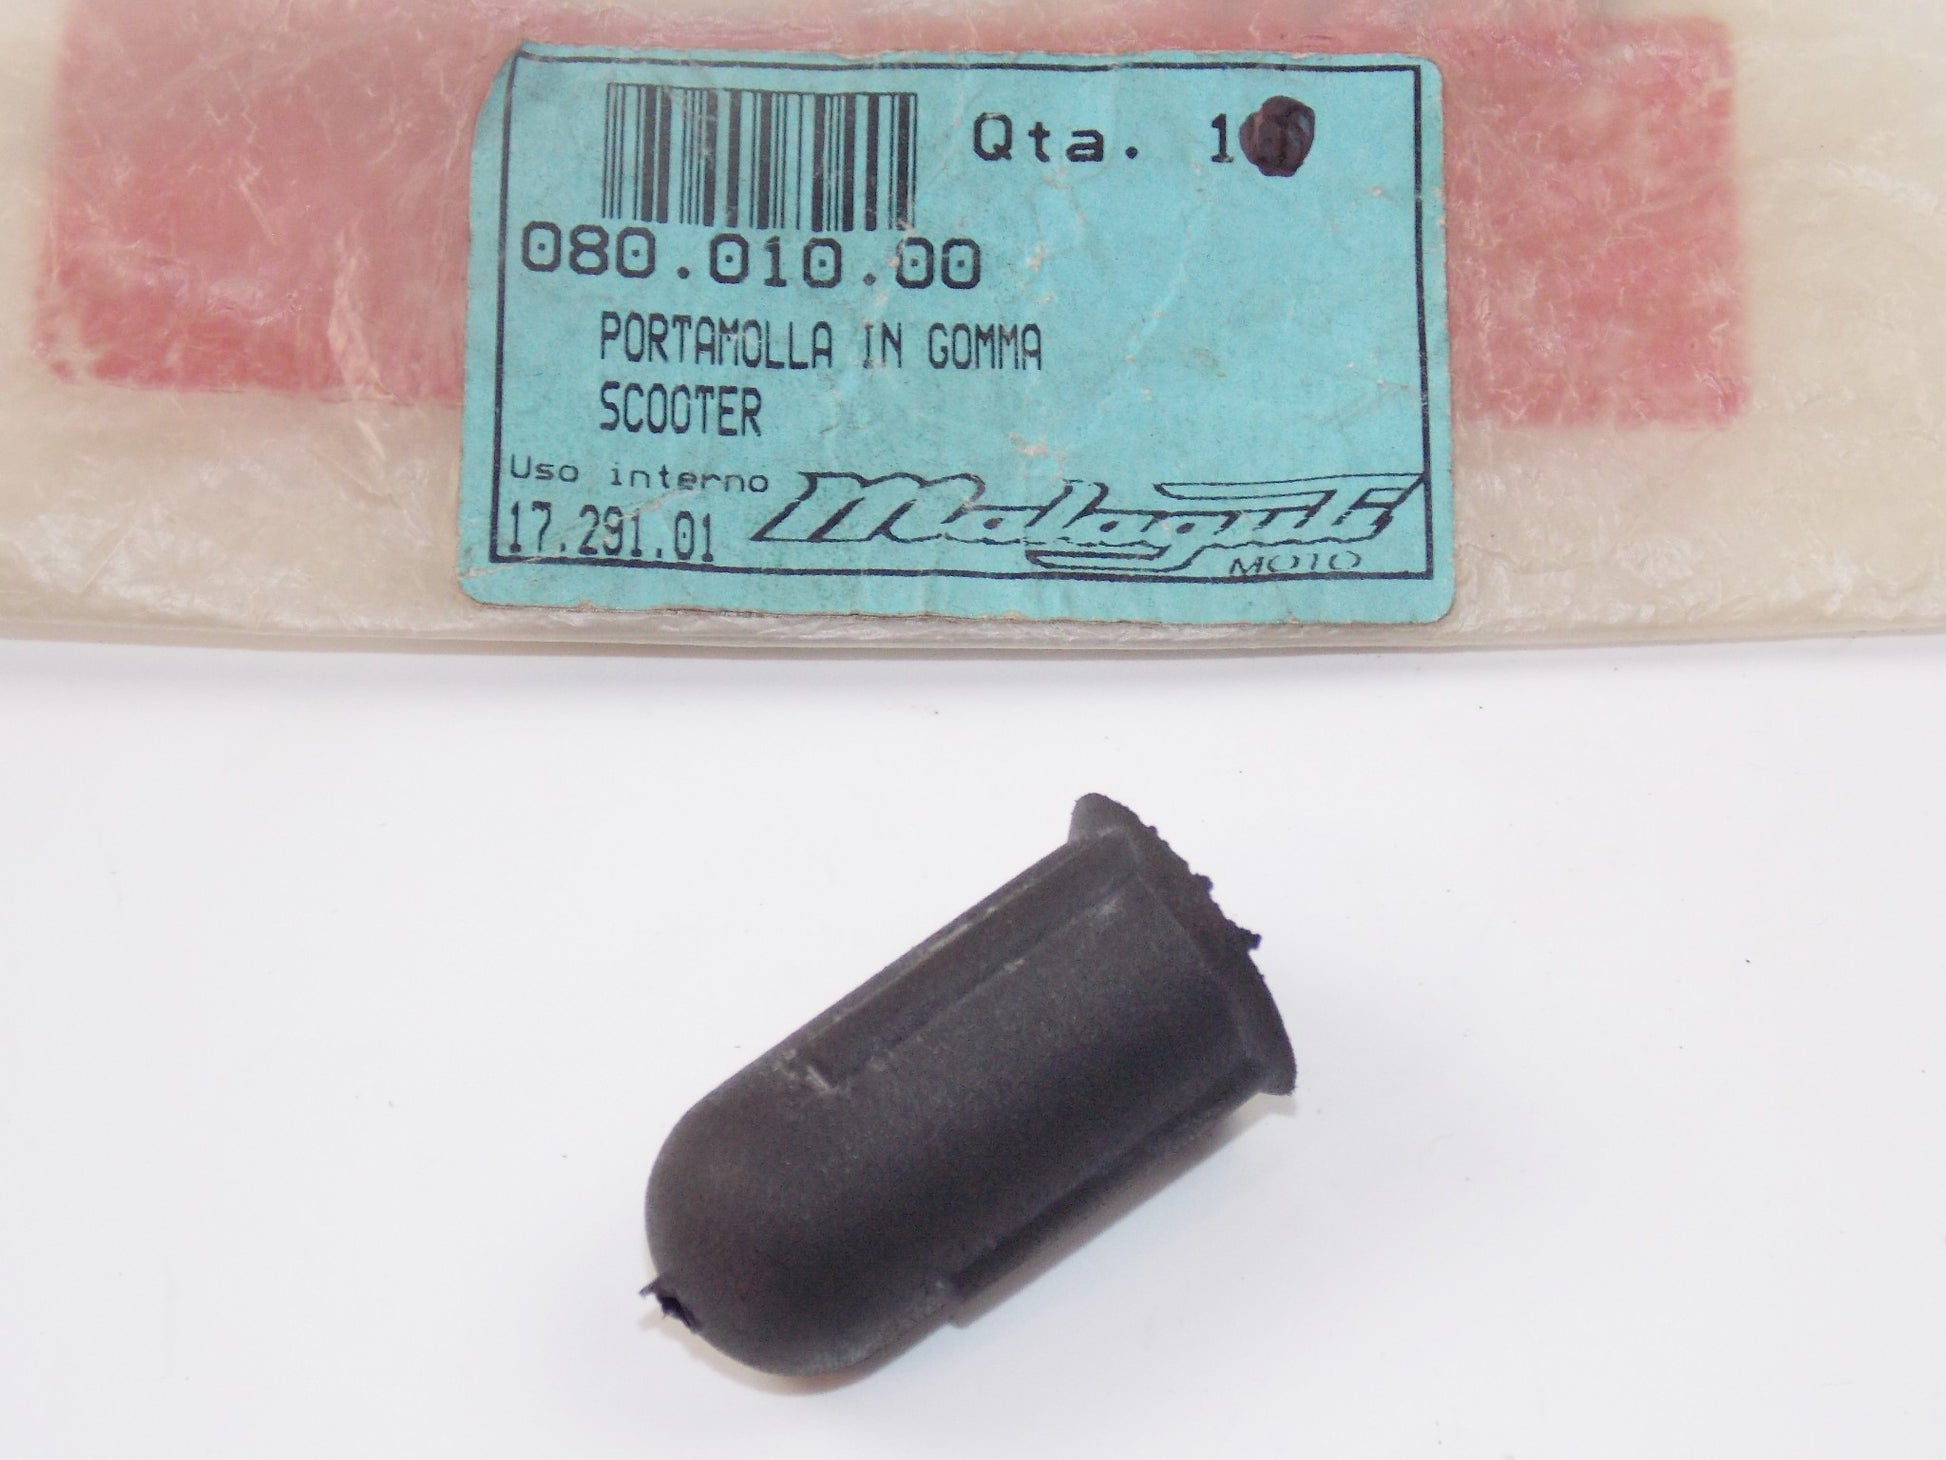 Qta. 1
080.010.00
PORTAMOLLA IN GOMMA
SCOOTER
Uso interno
17.291.01
Malaguti
MOTO